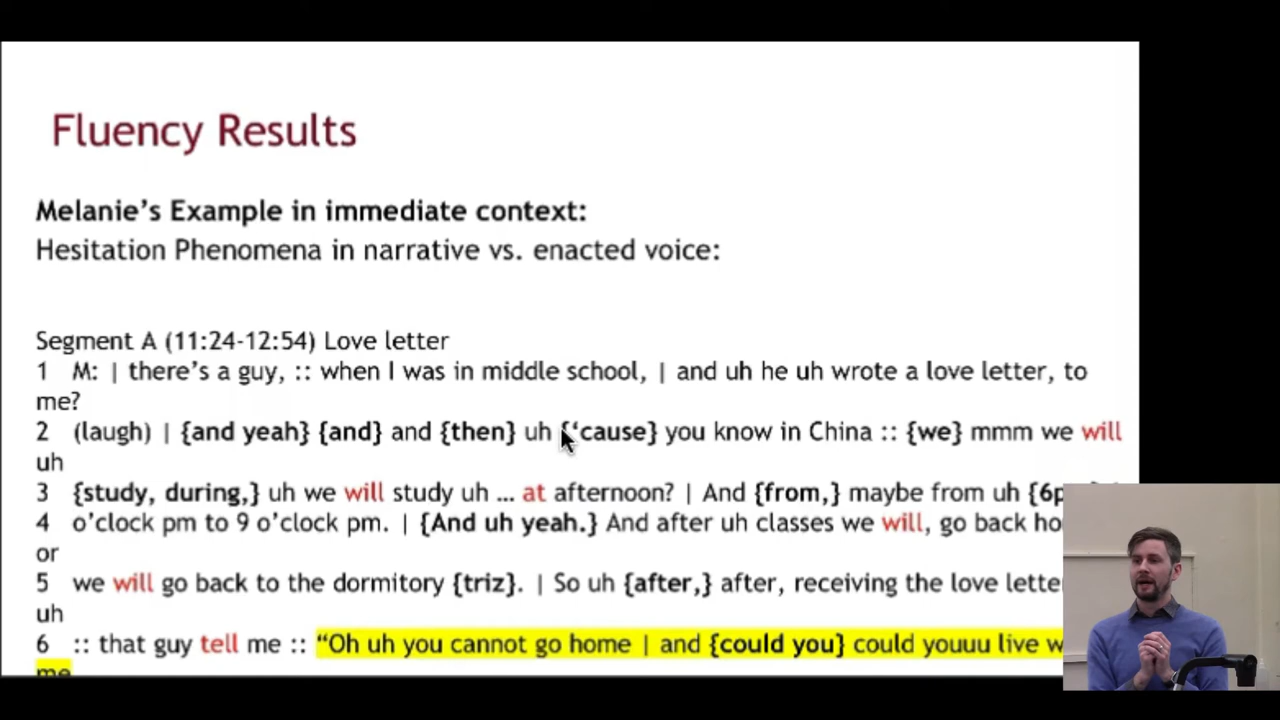 Fluency Results
Melanie's Example in immediate context:
Hesitation Phenomena in narrative vs. enacted voice:
Segment A (11:24-12:54) Love letter
1 M: | there's a guy, :: when I was in middle school, | and uh he uh wrote a love letter, to
me?
2 (laugh) | {and yeah} {and} and {then} uh {'cause} you know in China :: {we} mmm we will
uh
3 {study, during,} uh we will study uh ... at afternoon? | And {from,} maybe from uh
4 o'clock pm to 9 o'clock pm. | {And uh yeah.} And after uh classes we will, go back
or
5 we will go back to the dormitory {triz}. | So uh {after,} after, receiving the love
uh
6 :: that guy tell me :: "Oh uh you cannot go home | and {could you} could youuu live
me